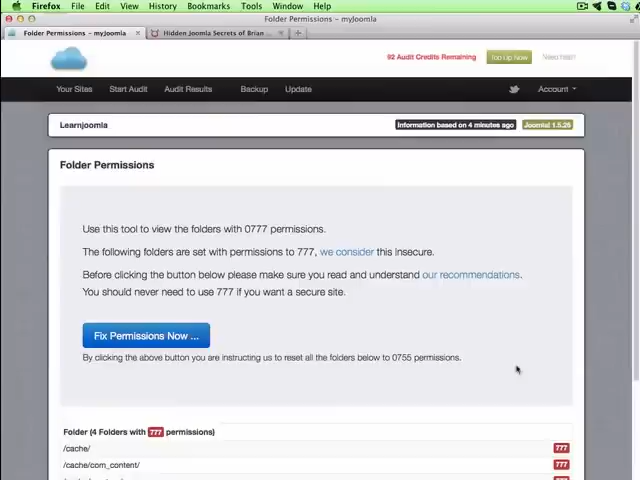 Firefox File Edit View History Bookmarks Tools Window Help
Folder Permissions – myJoomla
Folder Permissions – myJoomla
Hidden Joomla Secrets of Brian ...
92 Audit Credits Remaining
Top up Now
Need help?
Your Sites Start Audit Audit Results Backup Update Account
Learnjoomla
Information based on 4 minutes ago
Joomla! 1.5.26
Folder Permissions
Use this tool to view the folders with 0777 permissions.
The following folders are set with permissions to 777, we consider this insecure.
Before clicking the button below please make sure you read and understand our recommendations.
You should never need to use 777 if you want a secure site.
Fix Permissions Now ...
By clicking the above button you are instructing us to reset all the folders below to 0755 permissions.
Folder (4 Folders with 777 permissions)
/cache/ 777
/cache/com_content/ 777